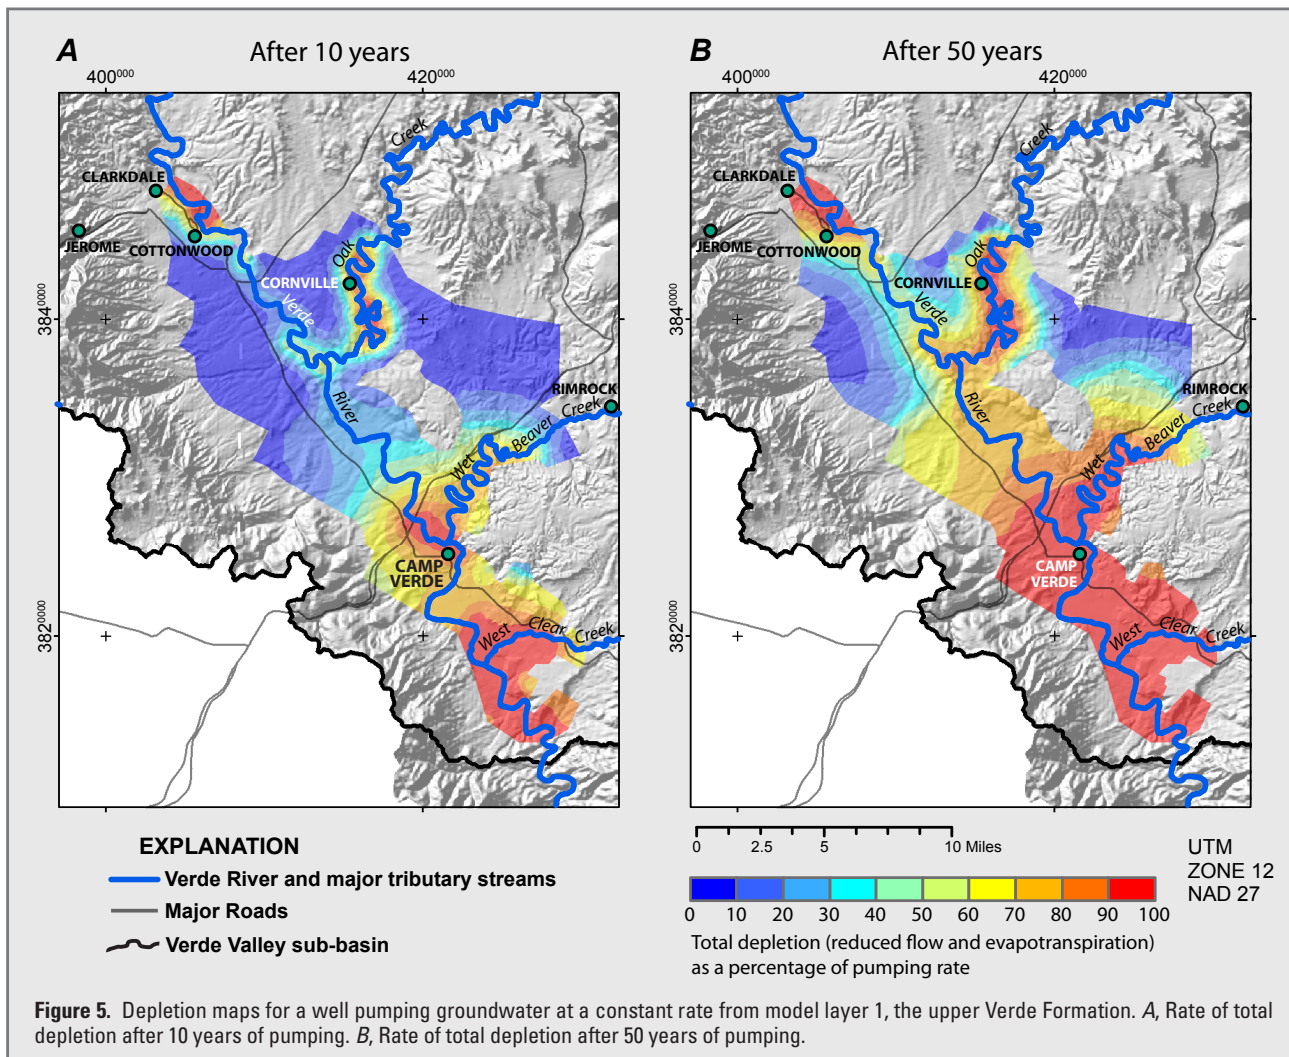 A After 10 years
400000 420000
3840000
3820000
Creek
CLARKDALE
JEROME
COTTONWOOD
Oak
CORNVILLE
Verde
River
RIMROCK
Creek
Beaver
Wet
CAMP
VERDE
West Clear Creek
B After 50 years
400000 420000
3840000
3820000
Creek
CLARKDALE
JEROME
COTTONWOOD
Oak
CORNVILLE
Verde
River
RIMROCK
Creek
Beaver
Wet
CAMP
VERDE
West Clear Creek
EXPLANATION
Verde River and major tributary streams
Major Roads
Verde Valley sub-basin
0 2.5 5 10 Miles
UTM
ZONE 12
NAD 27
0 10 20 30 40 50 60 70 80 90 100
Total depletion (reduced flow and evapotranspiration)
as a percentage of pumping rate
Figure 5. Depletion maps for a well pumping groundwater at a constant rate from model layer 1, the upper Verde Formation. A, Rate of total
depletion after 10 years of pumping. B, Rate of total depletion after 50 years of pumping.